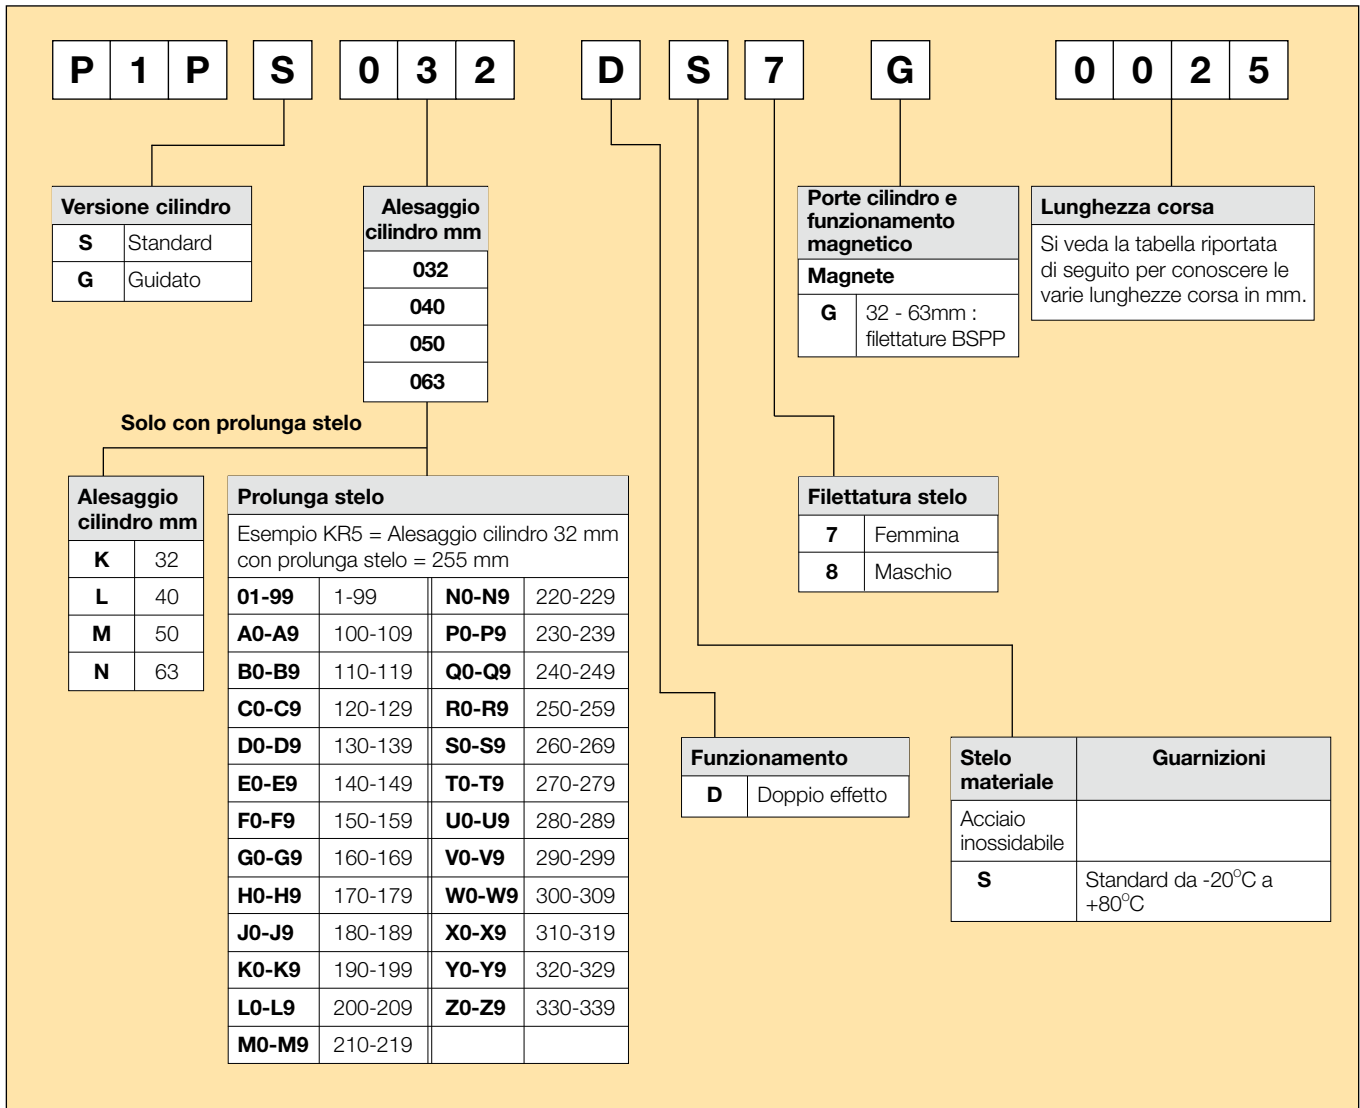 P 1 P S 0 3 2 D S 7 G 0 0 2 5
Versione cilindro
S Standard
G Guidato
Alesaggio
cilindro mm
032
040
050
063
Porte cilindro e
funzionamento
magnetico
Magnete
G 32 - 63mm :
filettature BSPP
Lunghezza corsa
Si veda la tabella riportata
di seguito per conoscere le
varie lunghezze corsa in mm.
Solo con prolunga stelo
Alesaggio
cilindro mm
K 32
L 40
M 50
N 63
Prolunga stelo
Esempio KR5 = Alesaggio cilindro 32 mm
con prolunga stelo = 255 mm
01-99 1-99 N0-N9 220-229
A0-A9 100-109 P0-P9 230-239
B0-B9 110-119 Q0-Q9 240-249
C0-C9 120-129 R0-R9 250-259
D0-D9 130-139 S0-S9 260-269
E0-E9 140-149 T0-T9 270-279
F0-F9 150-159 U0-U9 280-289
G0-G9 160-169 V0-V9 290-299
H0-H9 170-179 W0-W9 300-309
J0-J9 180-189 X0-X9 310-319
K0-K9 190-199 Y0-Y9 320-329
L0-L9 200-209 Z0-Z9 330-339
M0-M9 210-219
Filettatura stelo
7 Femmina
8 Maschio
Funzionamento
D Doppio effetto
Stelo
materiale
Guarnizioni
Acciaio
inossidabile
S Standard da -20°C a
+80°C